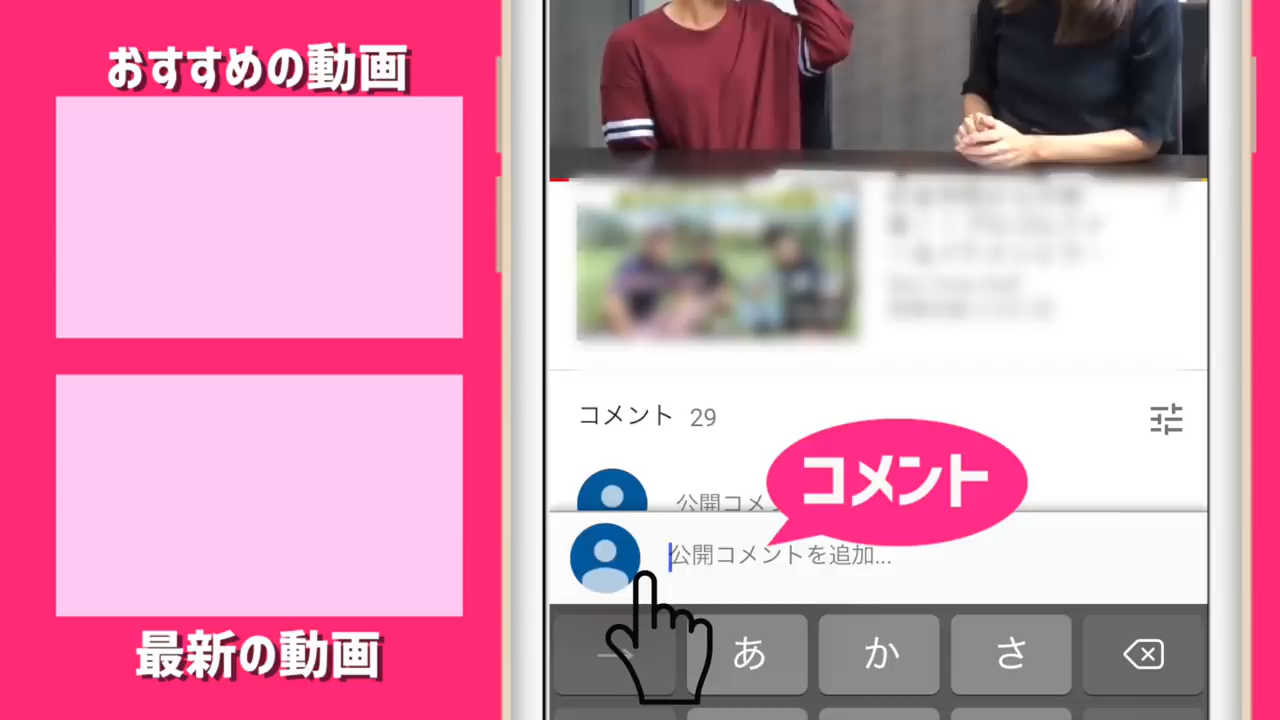 おすすめの動画
最新の動画
コメント 29
公開コメ
コメント
公開コメントを追加...
あ
か
さ